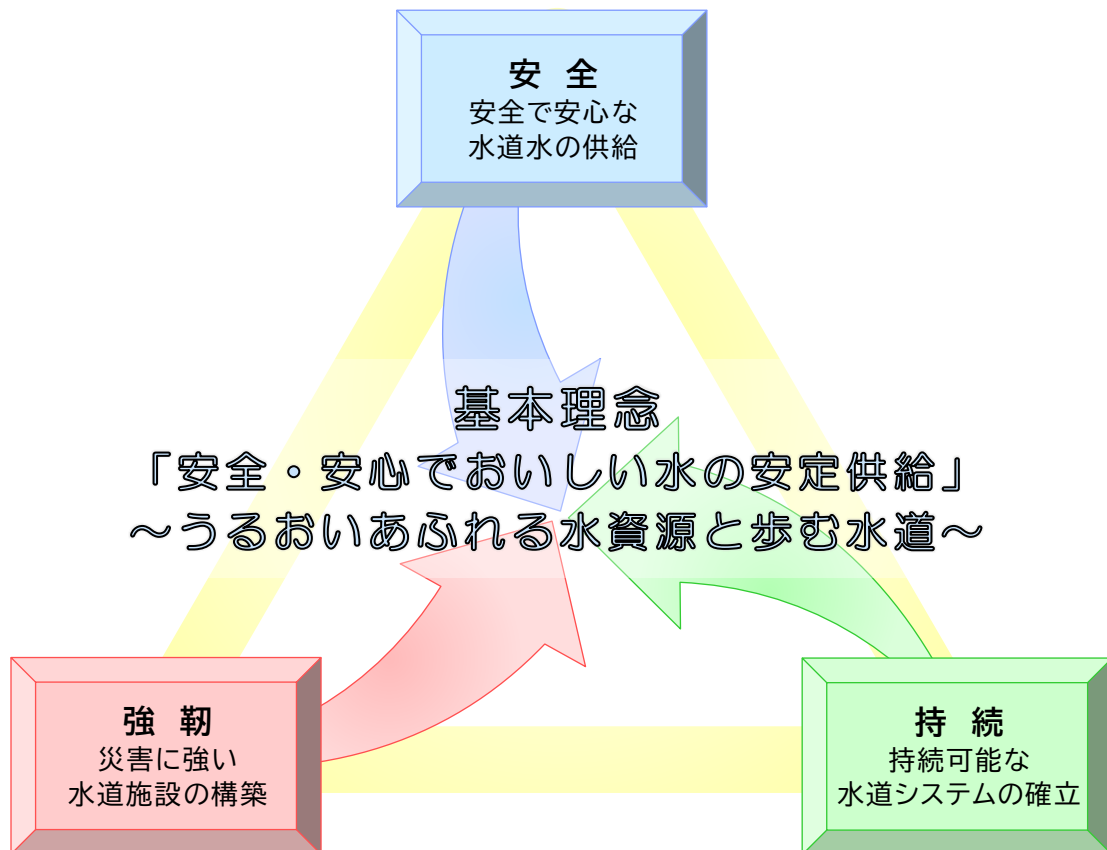 安 全
安全で安心な
水道水の供給
基本理念
「安全・安心でおいしい水の安定供給」
～うるおいあふれる水資源と歩む水道～
強 靭
災害に強い
水道施設の構築
持 続
持続可能な
水道システムの確立